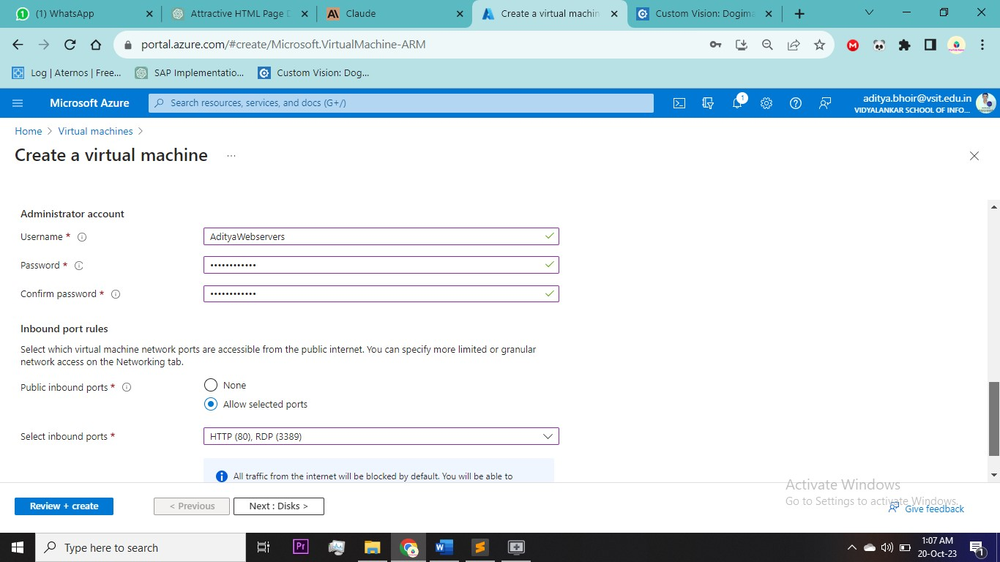 (1) WhatsApp
Attractive HTML Page D
Claude
Create a virtual machin
Custom Vision: Dogima
portal.azure.com/#create/Microsoft.VirtualMachine-ARM
Log | Aternos | Free...
SAP Implementatio...
Custom Vision: Dog...
Microsoft Azure
Search resources, services, and docs (G+/)
1
aditya.bhoir@vsit.edu.in
VIDYALANKAR SCHOOL OF INFO...
Home > Virtual machines >
Create a virtual machine ...
Administrator account
Username *
AdityaWebservers
Password *
••••••••••••
Confirm password *
••••••••••••
Inbound port rules
Select which virtual machine network ports are accessible from the public internet. You can specify more limited or granular
network access on the Networking tab.
Public inbound ports *
None
Allow selected ports
Select inbound ports *
HTTP (80), RDP (3389)
All traffic from the internet will be blocked by default. You will be able to
Activate Windows
Go to Settings to activate Windows.
Review + create
< Previous
Next : Disks >
Give feedback
Type here to search
Pr
1:07 AM
20-Oct-23
1